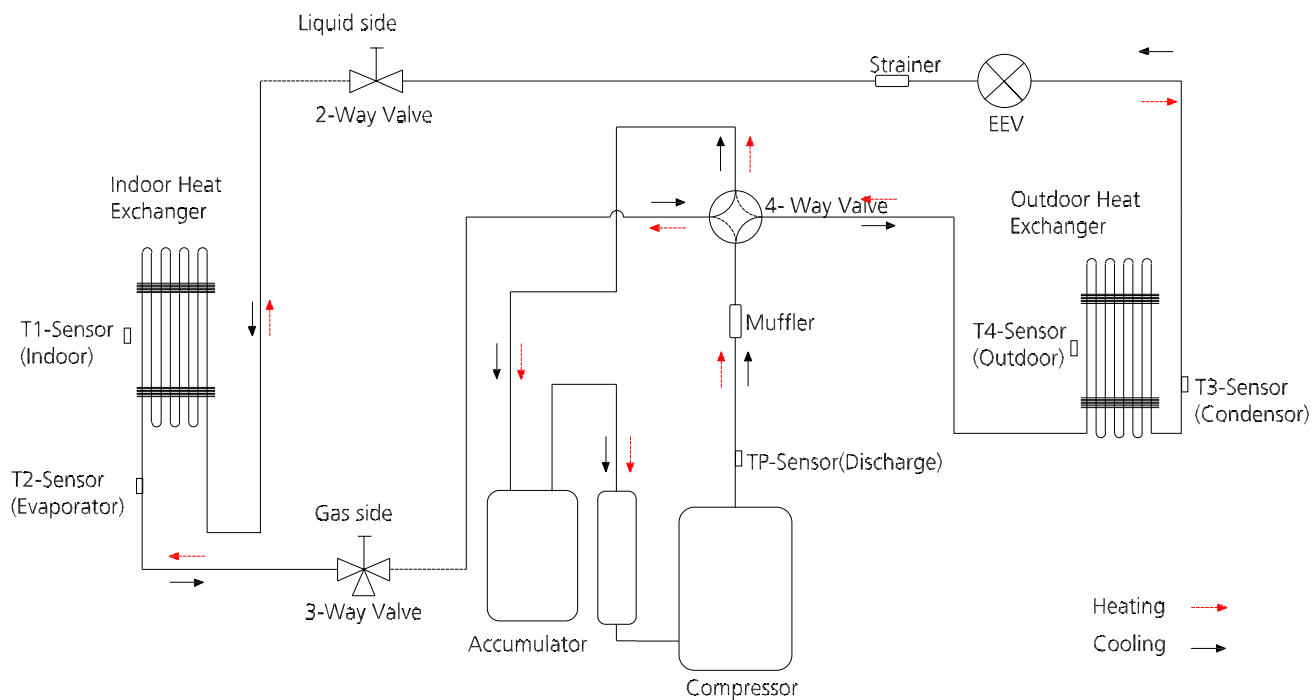 Liquid side
2-Way Valve
Strainer
EEV
Indoor Heat
Exchanger
4- Way Valve
Outdoor Heat
Exchanger
T1-Sensor
(Indoor)
Muffler
T4-Sensor
(Outdoor)
T3-Sensor
(Condensor)
T2-Sensor
(Evaporator)
TP-Sensor(Discharge)
Gas side
3-Way Valve
Accumulator
Compressor
Heating
Cooling